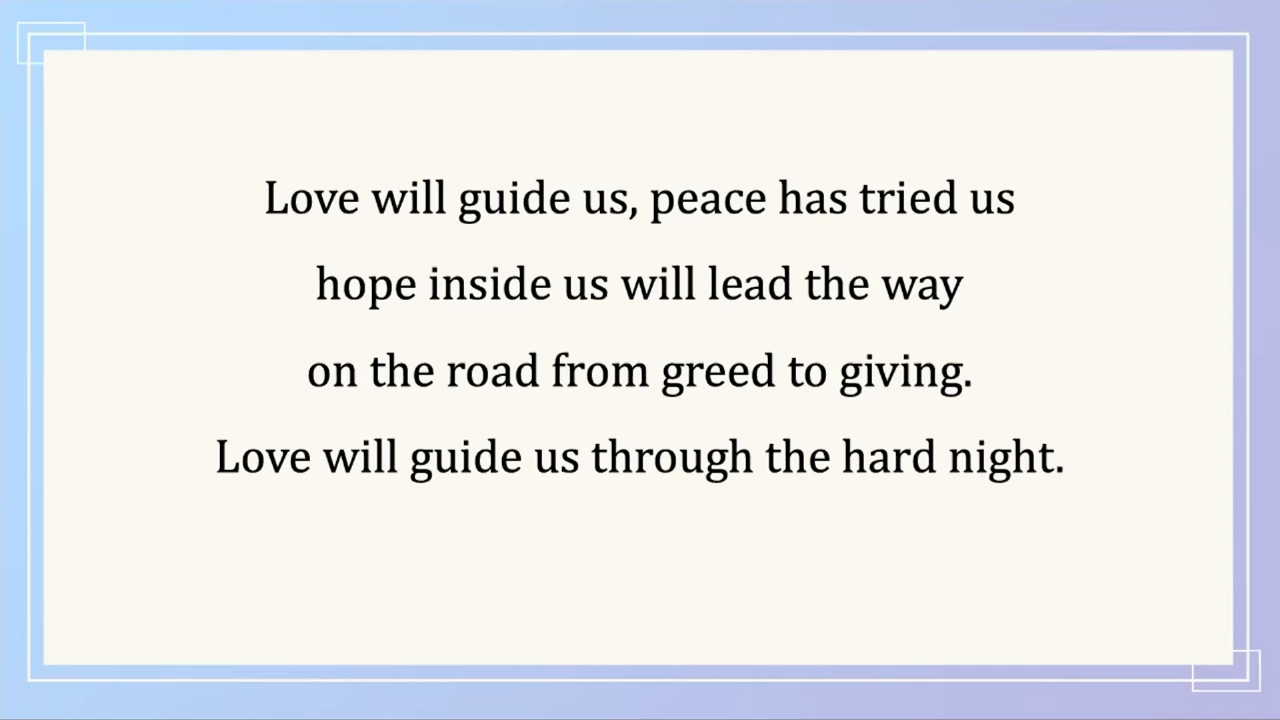 Love will guide us, peace has tried us
hope inside us will lead the way
on the road from greed to giving.
Love will guide us through the hard night.